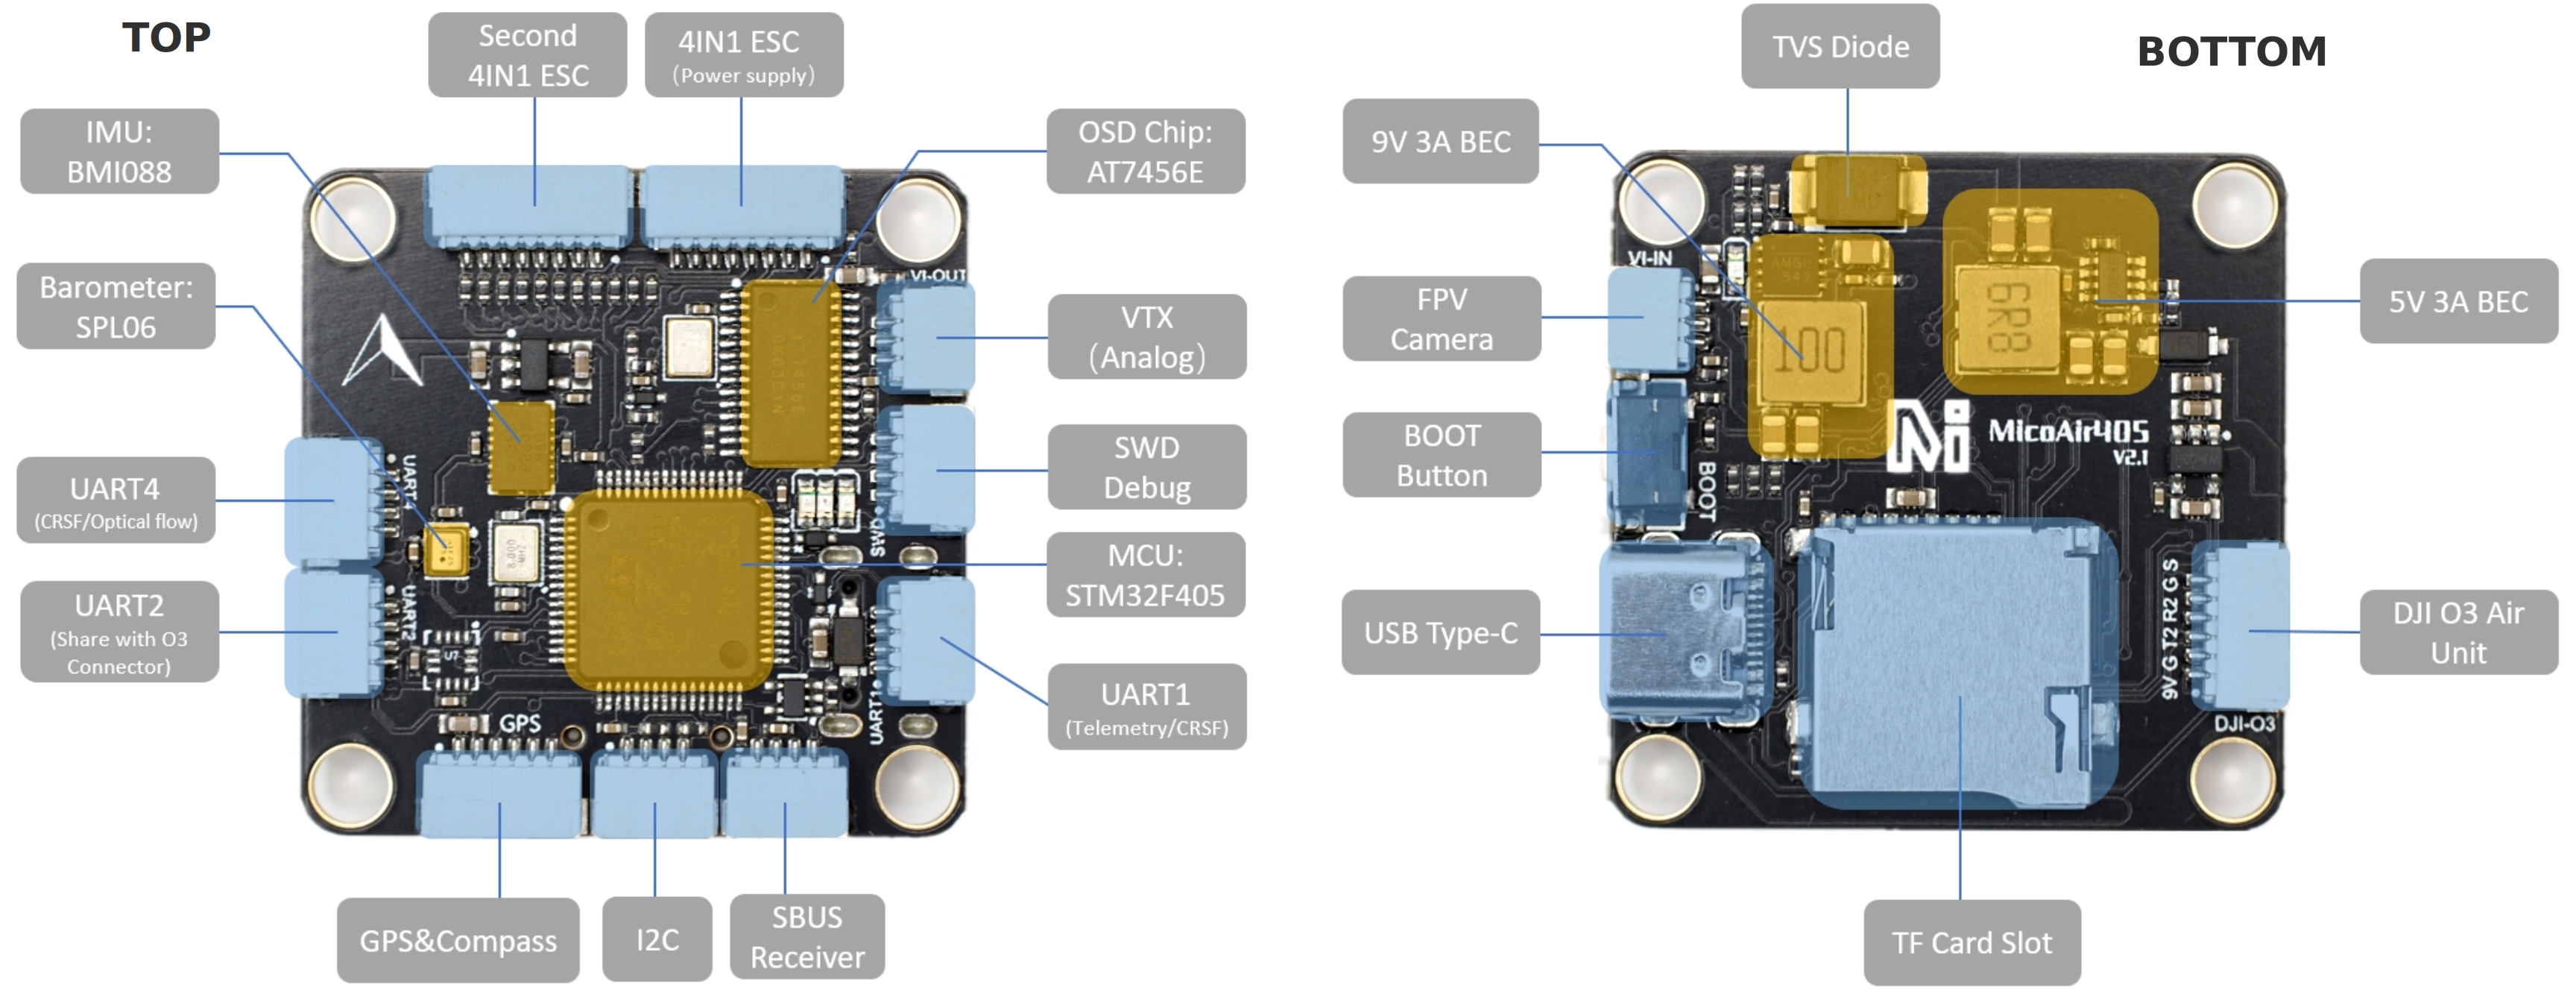 TOP
Second
4IN1 ESC
4IN1 ESC
(Power supply)
IMU:
BMI088
OSD Chip:
AT7456E
Barometer:
SPL06
VTX
(Analog)
UART4
(CRSF/Optical flow)
SWD
Debug
UART2
(Share with O3
Connector)
MCU:
STM32F405
UART1
(Telemetry/CRSF)
GPS&Compass
I2C
SBUS
Receiver
VI-OUT
UART4
UART2
SWD
UART1
GPS
U7
8.000
MHZ
BOTTOM
TVS Diode
9V 3A BEC
5V 3A BEC
FPV
Camera
BOOT
Button
USB Type-C
DJI O3 Air
Unit
TF Card Slot
VI-IN
100
6R8
MicoAir405
V2.1
BOOT
9V G T2 R2 G S
DJI-O3